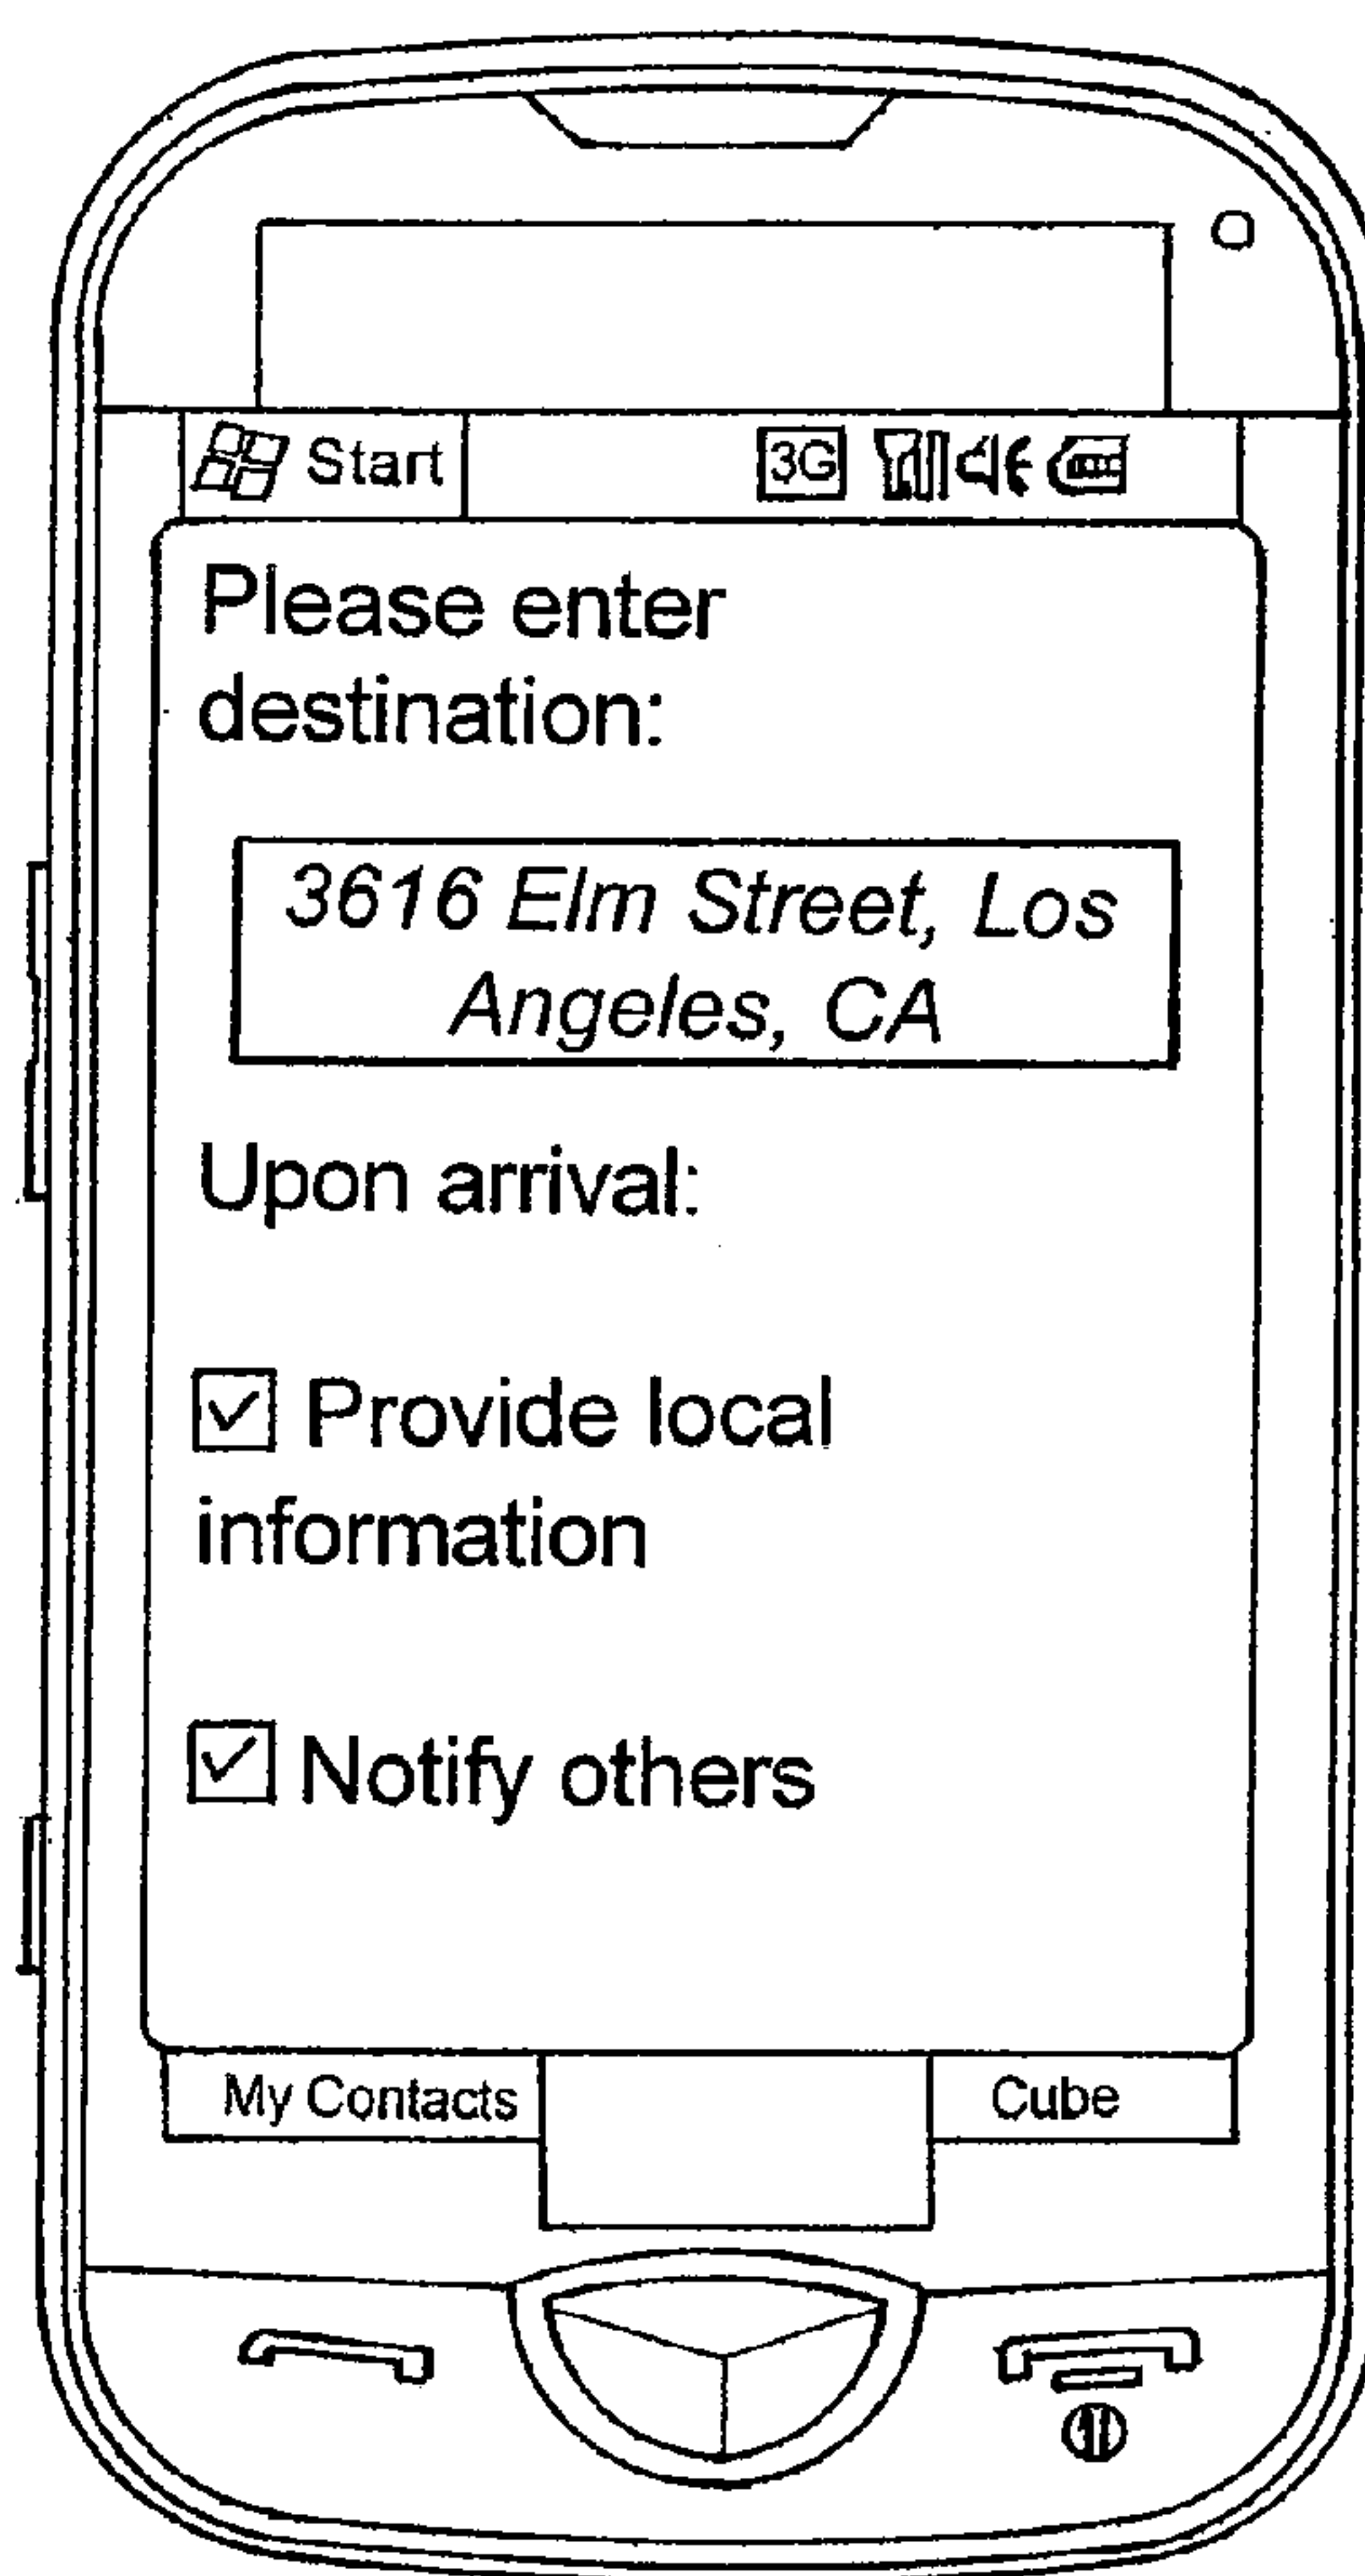 Start 3G
Please enter
destination:
3616 Elm Street, Los
Angeles, CA
Upon arrival:
Provide local
information
Notify others
My Contacts Cube